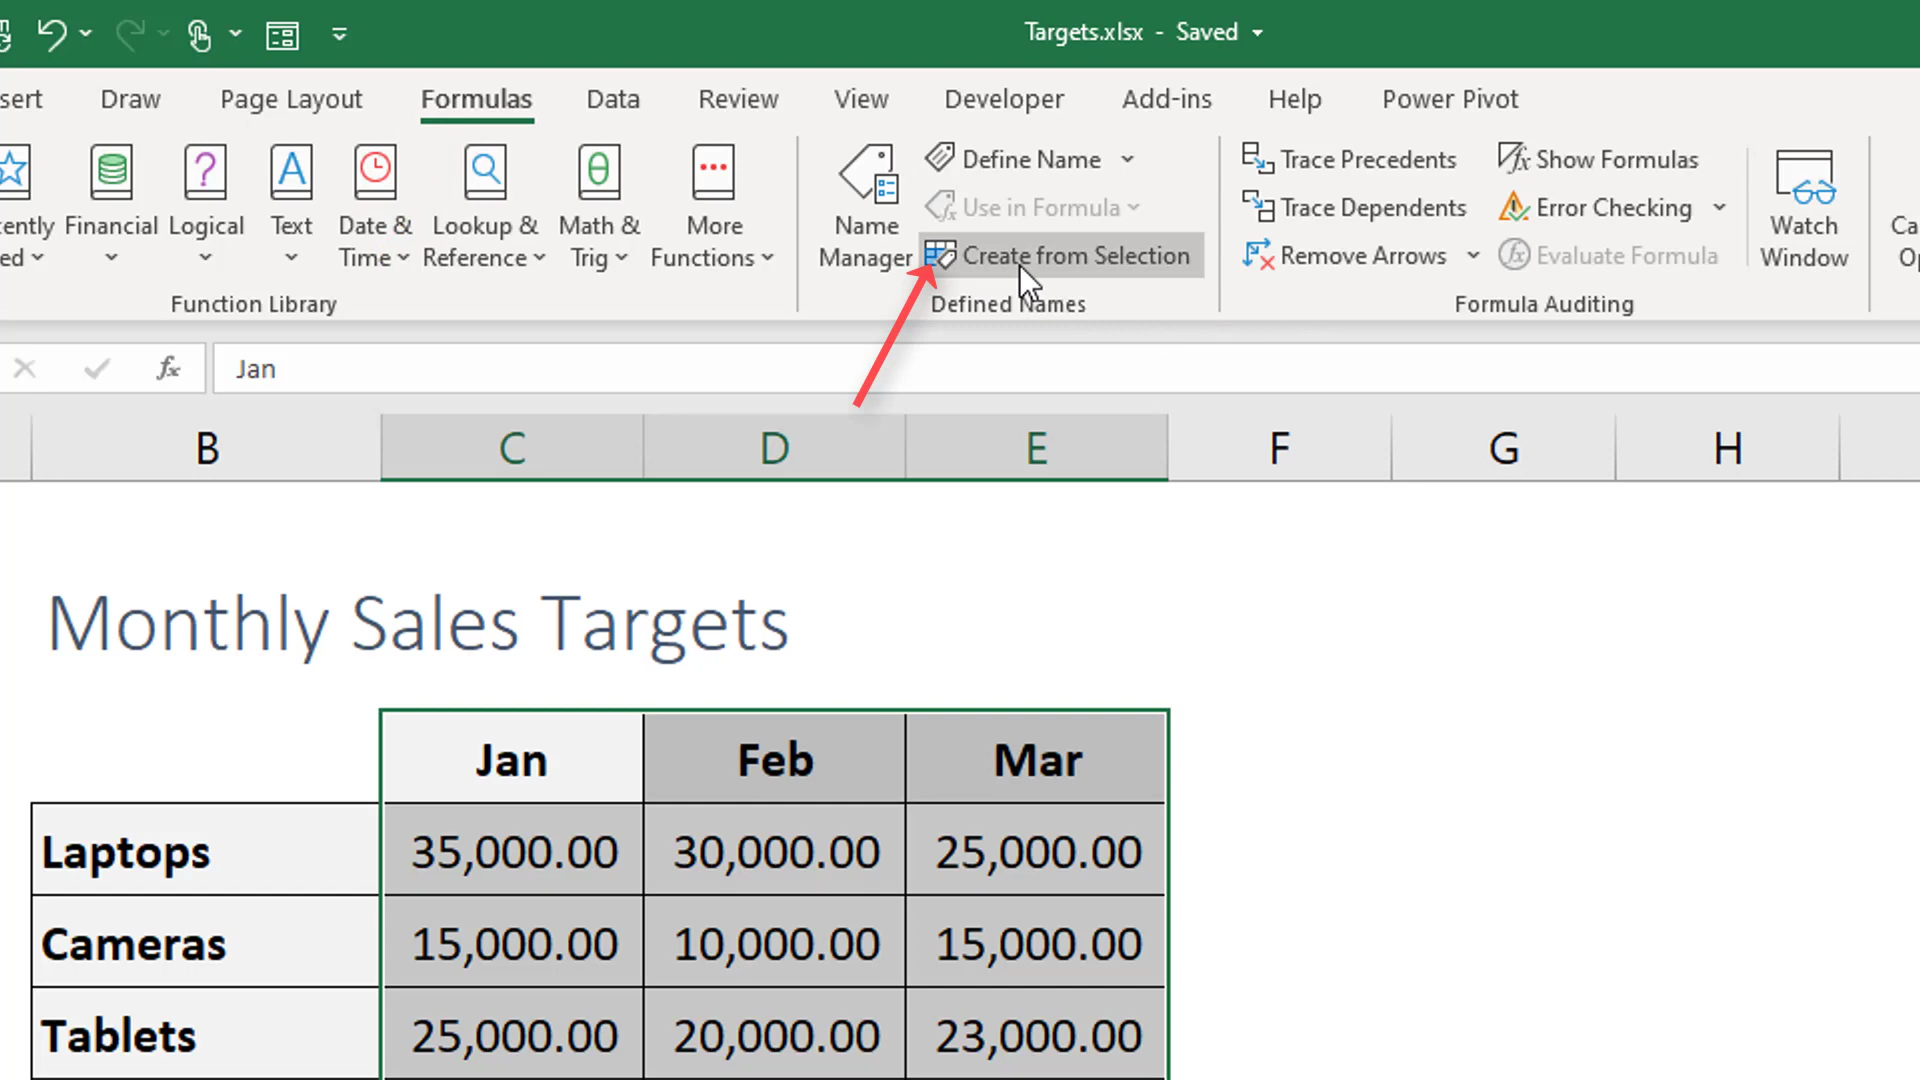 Targets.xlsx - Saved
sert Draw Page Layout Formulas Data Review View Developer Add-ins Help Power Pivot
Define Name
Trace Precedents
Show Formulas
Use in Formula
Trace Dependents
Error Checking
Create from Selection
Remove Arrows
Evaluate Formula
ently
ed
Financial
Logical
Text
Date &
Time
Lookup &
Reference
Math &
Trig
More
Functions
Name
Manager
Watch
Window
Ca
Op
Function Library
Defined Names
Formula Auditing
fx Jan
B C D E F G H
Monthly Sales Targets
Jan Feb Mar
Laptops 35,000.00 30,000.00 25,000.00
Cameras 15,000.00 10,000.00 15,000.00
Tablets 25,000.00 20,000.00 23,000.00